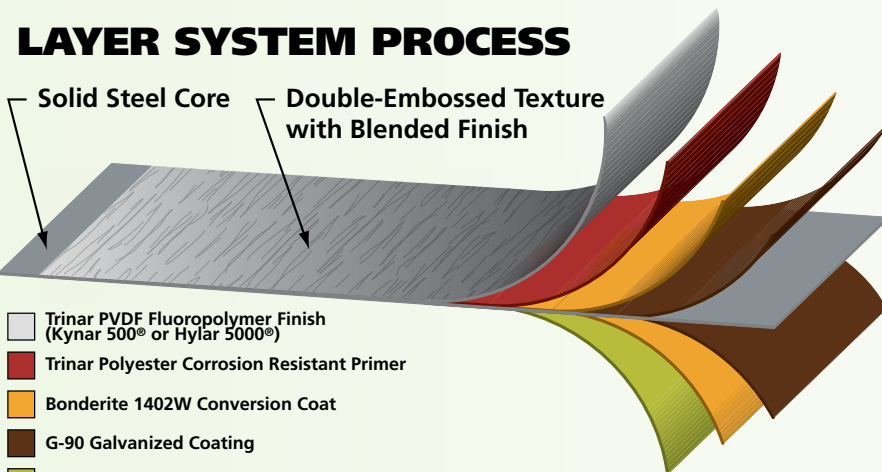 LAYER SYSTEM PROCESS
Solid Steel Core
Double-Embossed Texture
with Blended Finish
Trinar PVDF Fluoropolymer Finish
(Kynar 500® or Hylar 5000®)
Trinar Polyester Corrosion Resistant Primer
Bonderite 1402W Conversion Coat
G-90 Galvanized Coating